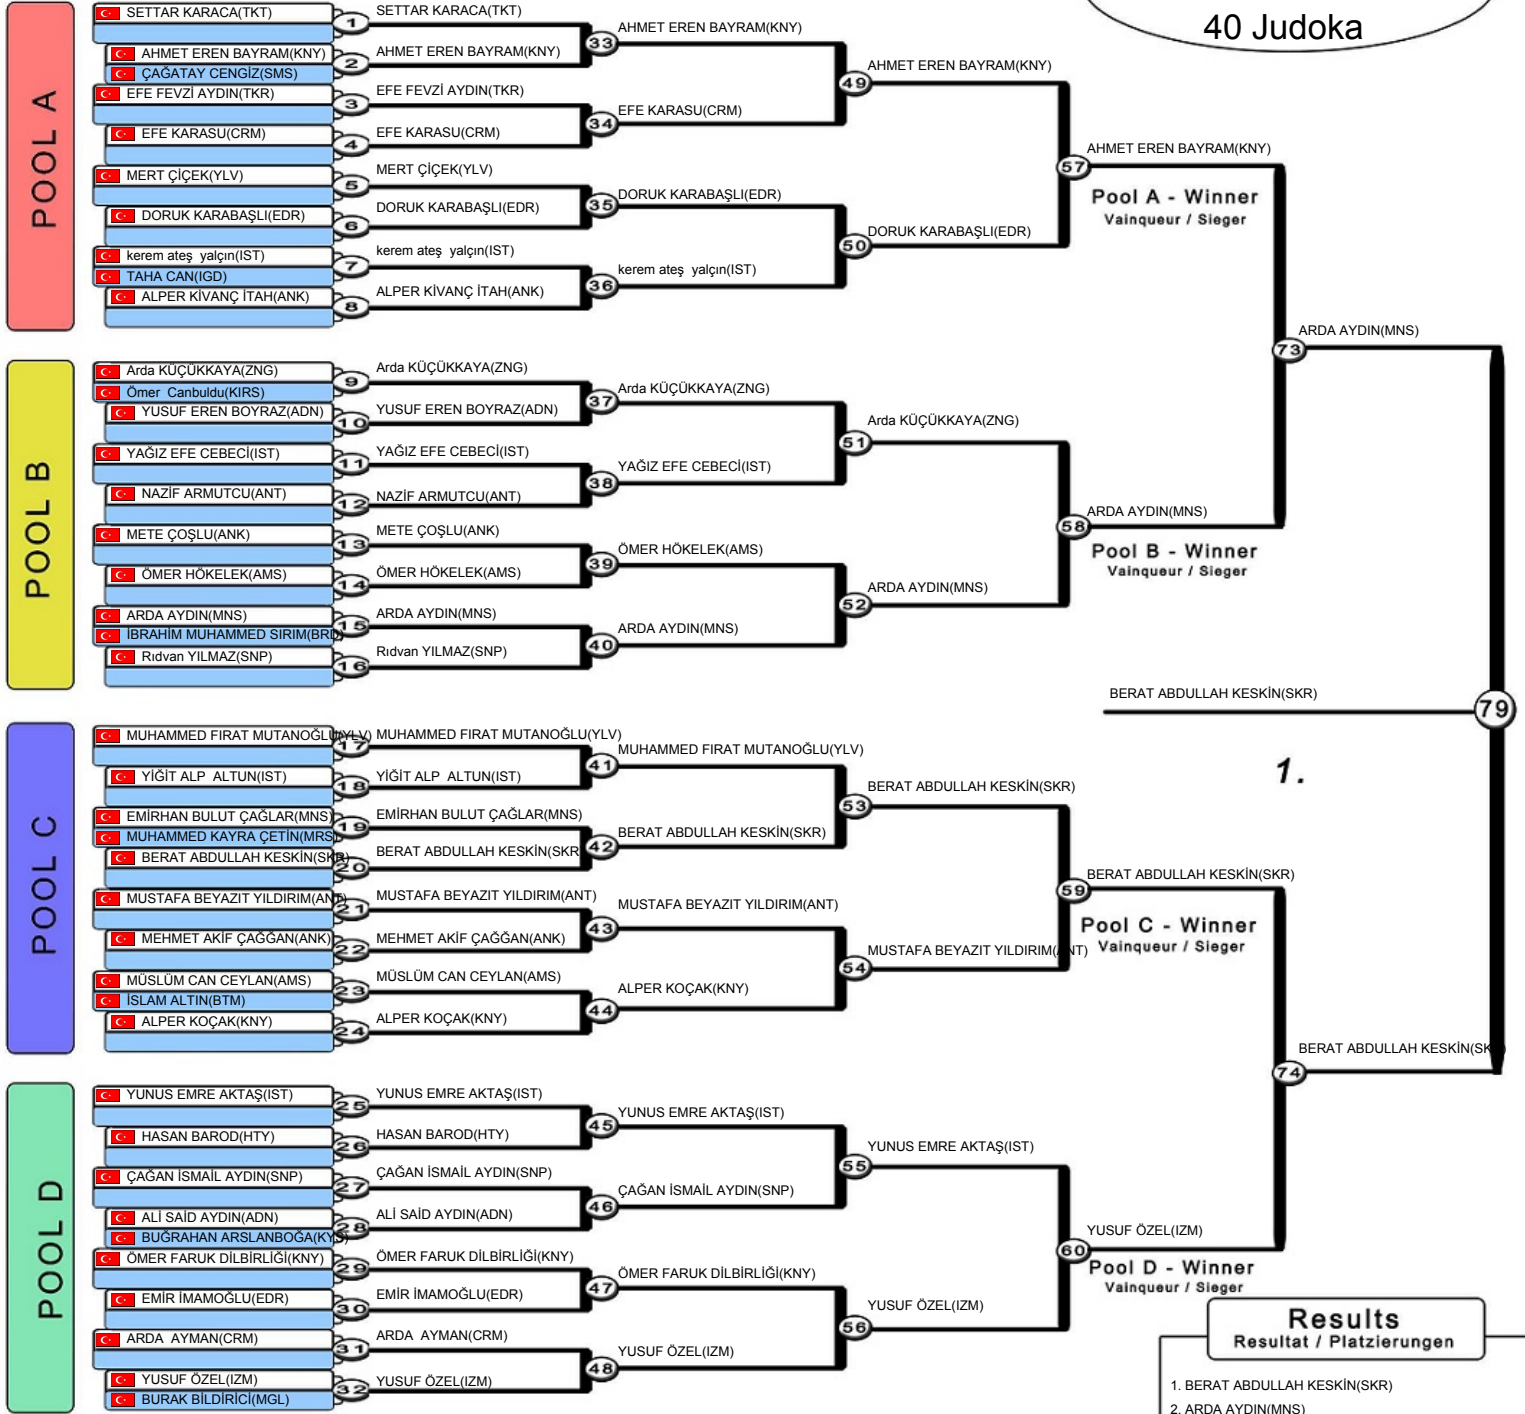 40 Judoka
POOL A
SETTAR KARACA(TKT)
AHMET EREN BAYRAM(KNY)
ÇAĞATAY CENGİZ(SMS)
EFE FEVZİ AYDIN(TKR)
EFE KARASU(CRM)
MERT ÇİÇEK(YLV)
DORUK KARABAŞLI(EDR)
kerem ateş yalçın(IST)
TAHA CAN(IGD)
ALPER KİVANÇ İTAH(ANK)
1
2
3
4
5
6
7
8
SETTAR KARACA(TKT)
AHMET EREN BAYRAM(KNY)
EFE FEVZİ AYDIN(TKR)
EFE KARASU(CRM)
MERT ÇİÇEK(YLV)
DORUK KARABAŞLI(EDR)
kerem ateş yalçın(IST)
ALPER KİVANÇ İTAH(ANK)
33
34
35
36
AHMET EREN BAYRAM(KNY)
EFE KARASU(CRM)
DORUK KARABAŞLI(EDR)
kerem ateş yalçın(IST)
49
50
AHMET EREN BAYRAM(KNY)
DORUK KARABAŞLI(EDR)
57
AHMET EREN BAYRAM(KNY)
Pool A - Winner
Vainqueur / Sieger
POOL B
Arda KÜÇÜKKAYA(ZNG)
Ömer Canbuldu(KIRS)
YUSUF EREN BOYRAZ(ADN)
YAĞIZ EFE CEBECİ(IST)
NAZİF ARMUTCU(ANT)
METE ÇOŞLU(ANK)
ÖMER HÖKELEK(AMS)
ARDA AYDIN(MNS)
İBRAHİM MUHAMMED SIRIM(BRD)
Rıdvan YILMAZ(SNP)
9
10
11
12
13
14
15
16
Arda KÜÇÜKKAYA(ZNG)
YUSUF EREN BOYRAZ(ADN)
YAĞIZ EFE CEBECİ(IST)
NAZİF ARMUTCU(ANT)
METE ÇOŞLU(ANK)
ÖMER HÖKELEK(AMS)
ARDA AYDIN(MNS)
Rıdvan YILMAZ(SNP)
37
38
39
40
Arda KÜÇÜKKAYA(ZNG)
YAĞIZ EFE CEBECİ(IST)
ÖMER HÖKELEK(AMS)
ARDA AYDIN(MNS)
51
52
Arda KÜÇÜKKAYA(ZNG)
ARDA AYDIN(MNS)
58
ARDA AYDIN(MNS)
Pool B - Winner
Vainqueur / Sieger
73
ARDA AYDIN(MNS)
POOL C
MUHAMMED FIRAT MUTANOĞLU(YLV)
YİĞİT ALP ALTUN(IST)
EMİRHAN BULUT ÇAĞLAR(MNS)
MUHAMMED KAYRA ÇETİN(MRS)
BERAT ABDULLAH KESKİN(SKR)
MUSTAFA BEYAZIT YILDIRIM(ANT)
MEHMET AKİF ÇAĞĞAN(ANK)
MÜSLÜM CAN CEYLAN(AMS)
İSLAM ALTIN(BTM)
ALPER KOÇAK(KNY)
17
18
19
20
21
22
23
24
MUHAMMED FIRAT MUTANOĞLU(YLV)
YİĞİT ALP ALTUN(IST)
EMİRHAN BULUT ÇAĞLAR(MNS)
BERAT ABDULLAH KESKİN(SKR
MUSTAFA BEYAZIT YILDIRIM(ANT)
MEHMET AKİF ÇAĞĞAN(ANK)
MÜSLÜM CAN CEYLAN(AMS)
ALPER KOÇAK(KNY)
41
42
43
44
MUHAMMED FIRAT MUTANOĞLU(YLV)
BERAT ABDULLAH KESKİN(SKR)
MUSTAFA BEYAZIT YILDIRIM(ANT)
ALPER KOÇAK(KNY)
53
54
BERAT ABDULLAH KESKİN(SKR)
MUSTAFA BEYAZIT YILDIRIM(ANT)
59
BERAT ABDULLAH KESKİN(SKR)
Pool C - Winner
Vainqueur / Sieger
BERAT ABDULLAH KESKİN(SKR)
79
1.
POOL D
YUNUS EMRE AKTAŞ(IST)
HASAN BAROD(HTY)
ÇAĞAN İSMAİL AYDIN(SNP)
ALİ SAİD AYDIN(ADN)
BUĞRAHAN ARSLANBOĞA(KYS)
ÖMER FARUK DİLBİRLİĞİ(KNY)
EMİR İMAMOĞLU(EDR)
ARDA AYMAN(CRM)
YUSUF ÖZEL(IZM)
BURAK BİLDİRİCİ(MGL)
25
26
27
28
29
30
31
32
YUNUS EMRE AKTAŞ(IST)
HASAN BAROD(HTY)
ÇAĞAN İSMAİL AYDIN(SNP)
ALİ SAİD AYDIN(ADN)
ÖMER FARUK DİLBİRLİĞİ(KNY)
EMİR İMAMOĞLU(EDR)
ARDA AYMAN(CRM)
YUSUF ÖZEL(IZM)
45
46
47
48
YUNUS EMRE AKTAŞ(IST)
ÇAĞAN İSMAİL AYDIN(SNP)
ÖMER FARUK DİLBİRLİĞİ(KNY)
YUSUF ÖZEL(IZM)
55
56
YUNUS EMRE AKTAŞ(IST)
YUSUF ÖZEL(IZM)
60
YUSUF ÖZEL(IZM)
Pool D - Winner
Vainqueur / Sieger
74
BERAT ABDULLAH KESKİN(SKR)
Results
Resultat / Platzierungen
1. BERAT ABDULLAH KESKİN(SKR)
2. ARDA AYDIN(MNS)